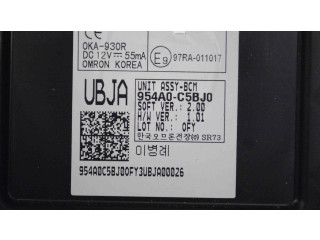 CE
OKA-930R
DC 12V 55mA
OMRON KOREA
E9 97RA-011017
UBJA
UNIT ASSY-BCM
954A0-C5BJ0
SOFT VER : 2.00
H/W VER : 1.01
LOT NO : 0FY
한국오므론전장㈜ SR73
이병례
954A0C5BJ00FY3UBJA00026